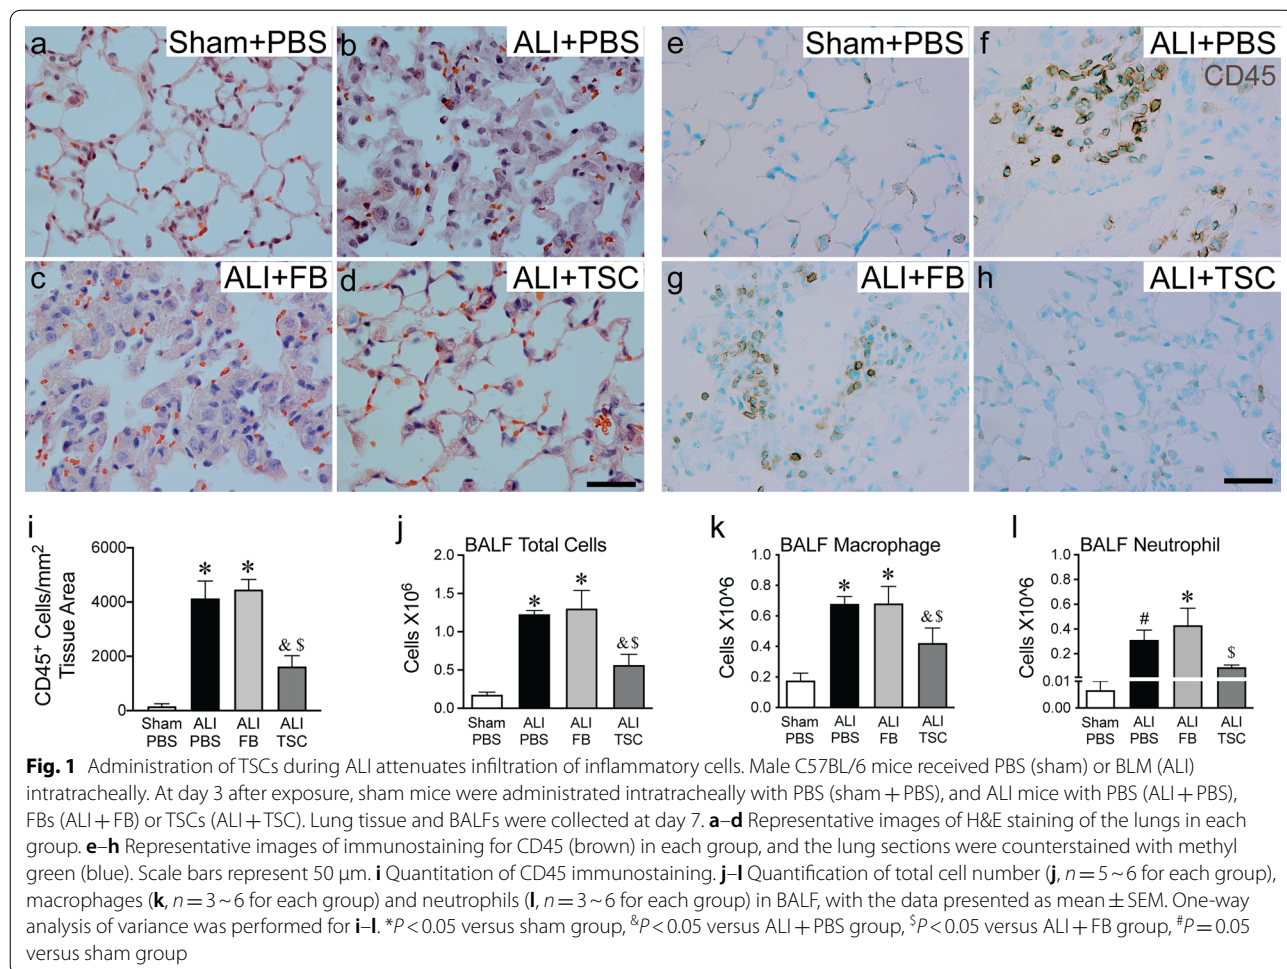 a Sham+PBS
b ALI+PBS
e Sham+PBS
f ALI+PBS
CD45
c ALI+FB
d ALI+TSC
g ALI+FB
h ALI+TSC
i
CD45+ Cells/mm2
Tissue Area
6000
4000
2000
0
*
*
& $
Sham PBS
ALI PBS
ALI FB
ALI TSC
j
BALF Total Cells
Cells X10^6
2.0
1.5
1.0
0.5
0.0
*
*
&$
Sham PBS
ALI PBS
ALI FB
ALI TSC
k
BALF Macrophage
Cells X10^6
1.0
0.8
0.6
0.4
0.2
0.0
*
*
&$
Sham PBS
ALI PBS
ALI FB
ALI TSC
l
BALF Neutrophil
Cells X10^6
1.0
0.8
0.6
0.4
0.2
0.01
0.00
#
*
$
Sham PBS
ALI PBS
ALI FB
ALI TSC
Fig. 1 Administration of TSCs during ALI attenuates infiltration of inflammatory cells. Male C57BL/6 mice received PBS (sham) or BLM (ALI)
intratracheally. At day 3 after exposure, sham mice were administrated intratracheally with PBS (sham + PBS), and ALI mice with PBS (ALI + PBS),
FBs (ALI + FB) or TSCs (ALI + TSC). Lung tissue and BALFs were collected at day 7. a–d Representative images of H&E staining of the lungs in each
group. e–h Representative images of immunostaining for CD45 (brown) in each group, and the lung sections were counterstained with methyl
green (blue). Scale bars represent 50 μm. i Quantitation of CD45 immunostaining. j–l Quantification of total cell number (j, n = 5 ~ 6 for each group),
macrophages (k, n = 3 ~ 6 for each group) and neutrophils (l, n = 3 ~ 6 for each group) in BALF, with the data presented as mean ± SEM. One-way
analysis of variance was performed for i–l. *P < 0.05 versus sham group, &P < 0.05 versus ALI + PBS group, $P < 0.05 versus ALI + FB group, #P = 0.05
versus sham group